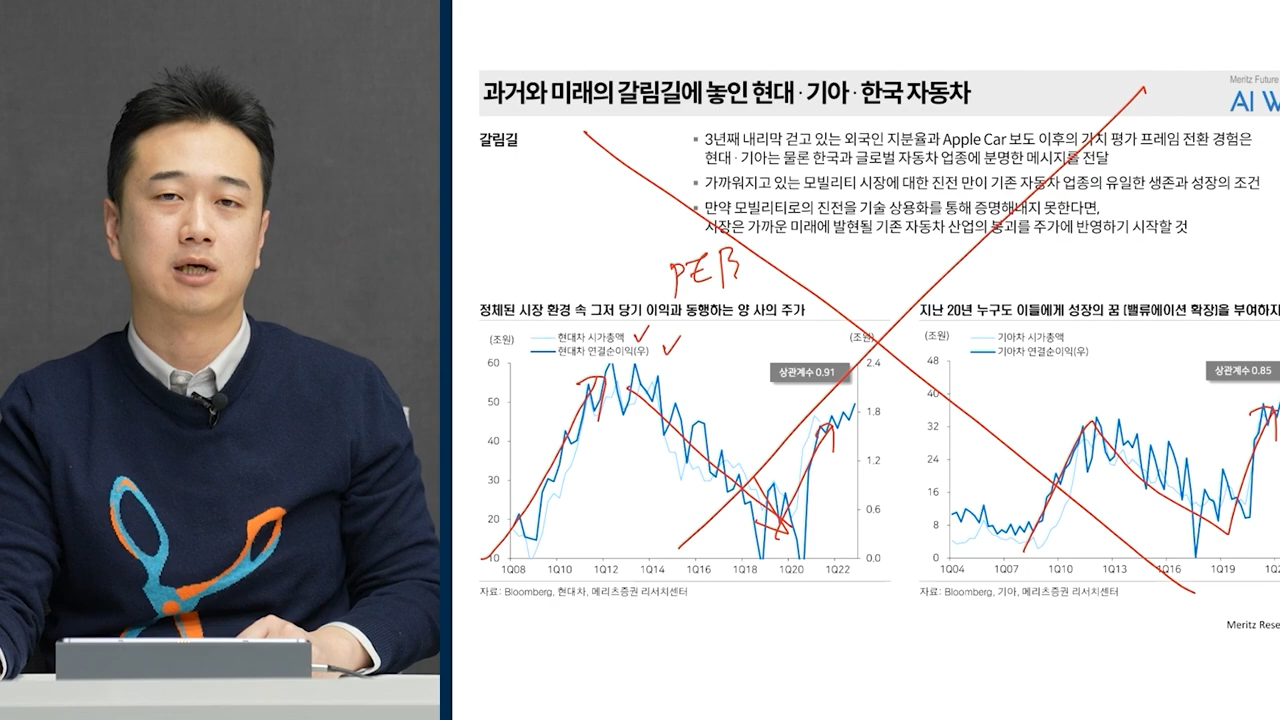 과거와 미래의 갈림길에 놓인 현대 · 기아 · 한국 자동차
Meritz Future
AI W
갈림길
▪ 3년째 내리막 걷고 있는 외국인 지분율과 Apple Car 보도 이후의 가치 평가 프레임 전환 경험은
현대 · 기아는 물론 한국과 글로벌 자동차 업종에 분명한 메시지를 전달
▪ 가까워지고 있는 모빌리티 시장에 대한 진전 만이 기존 자동차 업종의 유일한 생존과 성장의 조건
▪ 만약 모빌리티로의 진전을 기술 상용화를 통해 증명해내지 못한다면,
시장은 가까운 미래에 발현될 기존 자동차 산업의 붕괴를 주가에 반영하기 시작할 것
정체된 시장 환경 속 그저 당기 이익과 동행하는 양 사의 주가
(조원)
현대차 시가총액
현대차 연결순이익(우)
(조원)
상관계수 0.91
60
50
40
30
20
10
2.4
1.8
1.2
0.6
0.0
1Q08 1Q10 1Q12 1Q14 1Q16 1Q18 1Q20 1Q22
자료: Bloomberg, 현대차, 메리츠증권 리서치센터
지난 20년 누구도 이들에게 성장의 꿈 (밸류에이션 확장)을 부여하지
(조원)
기아차 시가총액
기아차 연결순이익(우)
상관계수 0.85
48
40
32
24
16
8
0
1Q04 1Q07 1Q10 1Q13 1Q16 1Q19 1Q2
자료: Bloomberg, 기아, 메리츠증권 리서치센터
Meritz Rese